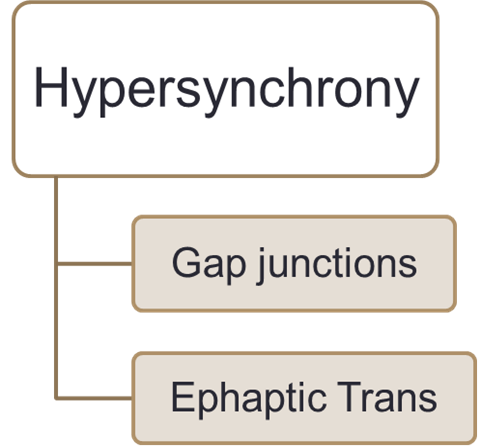 Hypersynchrony
Gap junctions
Ephaptic Trans